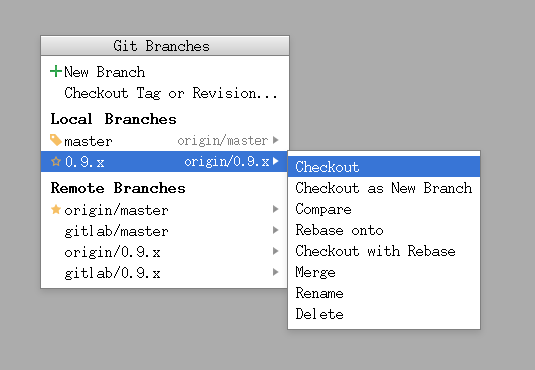 Git Branches
New Branch
Checkout Tag or Revision...
Local Branches
master origin/master
0.9.x origin/0.9.x
Remote Branches
origin/master
gitlab/master
origin/0.9.x
gitlab/0.9.x
Checkout
Checkout as New Branch
Compare
Rebase onto
Checkout with Rebase
Merge
Rename
Delete